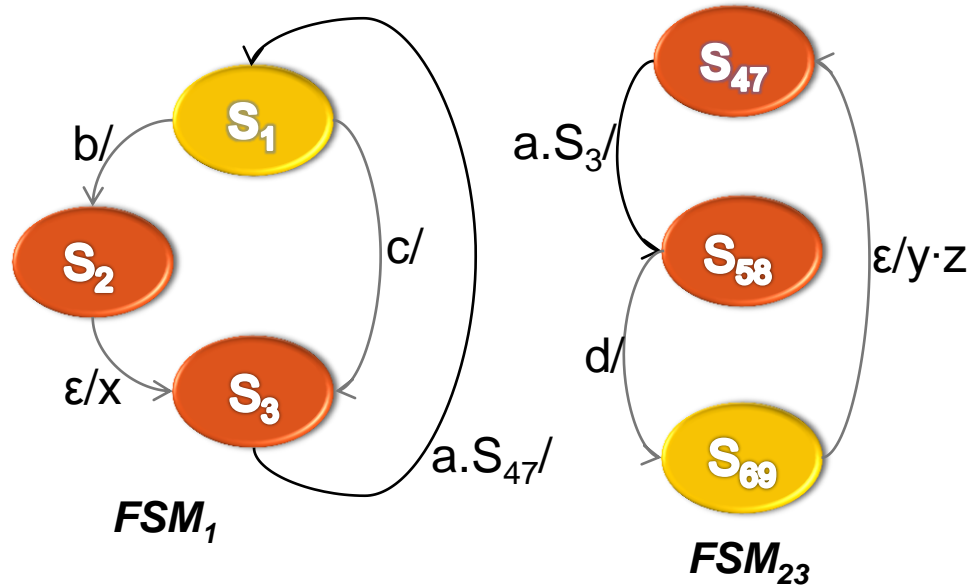 S₁
b/
S₂
c/
ε/x
S₃
a.S₄₇/
FSM₁
S₄₇
a.S₃/
S₅₈
ε/y·z
d/
S₆₉
FSM₂₃